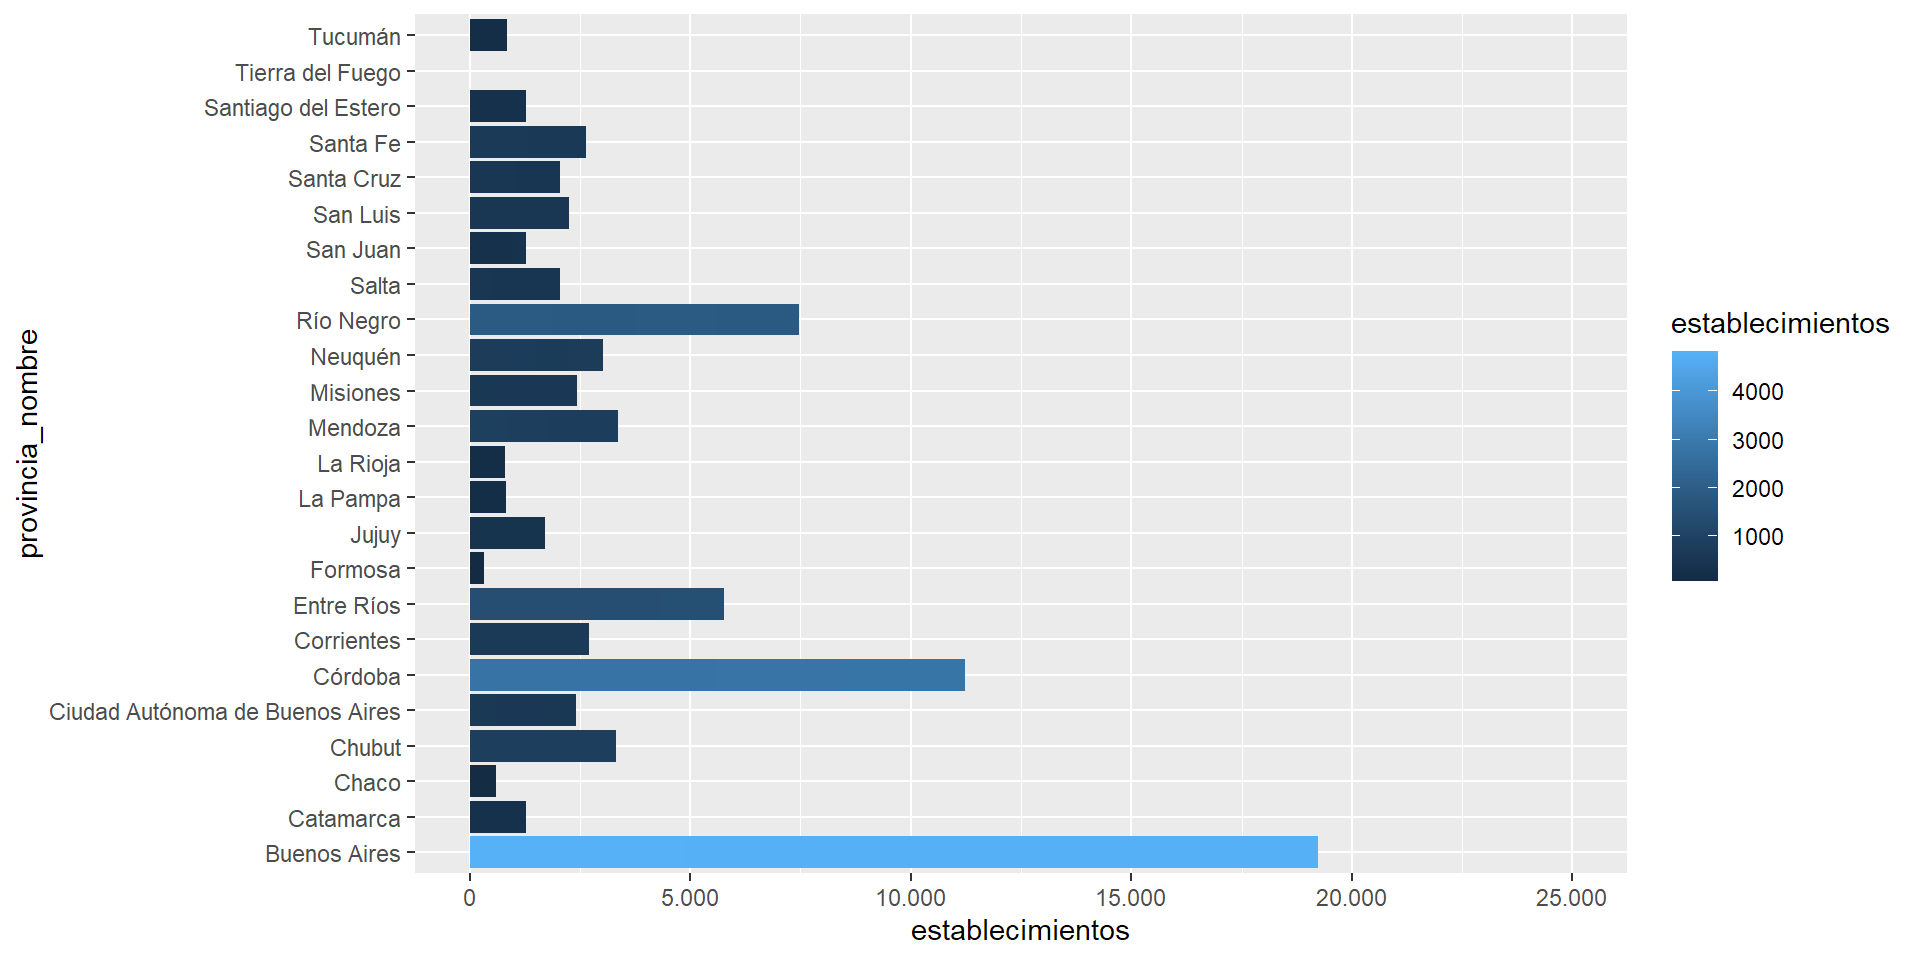 Tucumán
Tierra del Fuego
Santiago del Estero
Santa Fe
Santa Cruz
San Luis
San Juan
Salta
Río Negro
Neuquén
Misiones
Mendoza
La Rioja
La Pampa
Jujuy
Formosa
Entre Ríos
Corrientes
Córdoba
Ciudad Autónoma de Buenos Aires
Chubut
Chaco
Catamarca
Buenos Aires
provincia_nombre
0 5.000 10.000 15.000 20.000 25.000
establecimientos
establecimientos
4000
3000
2000
1000